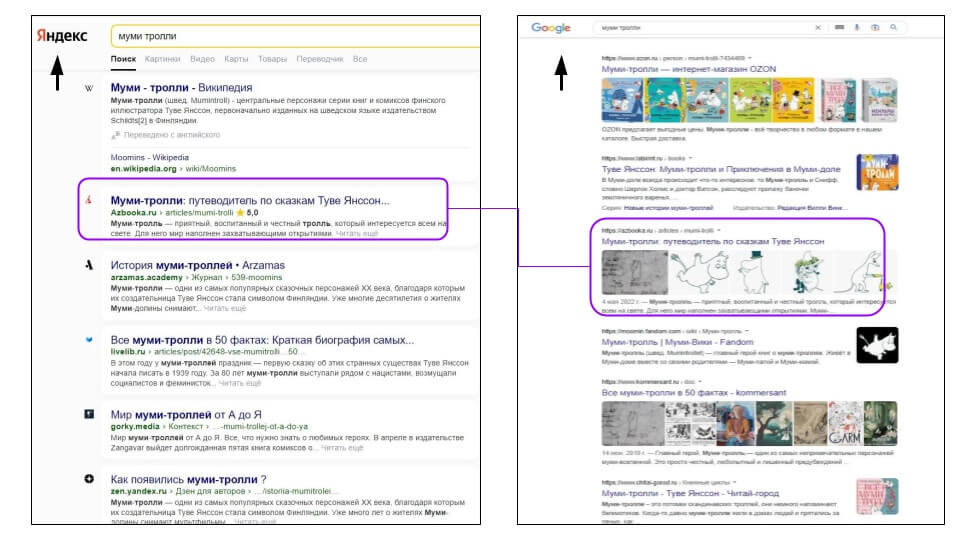 Яндекс
муми тролли
Поиск Картинки Видео Карты Товары Переводчик Все
W
Муми - тролли - Википедия
Муми-тролли (швед. Mumintroll) - центральные персонажи серии книг и комиксов финского
иллюстратора Туве Янссон, первоначально изданных на шведском языке издательством
Schildts[2] в Финляндии.
Переведено с английского
Moomins - Wikipedia
en.wikipedia.org › wiki/Moomins
Муми-тролли: путеводитель по сказкам Туве Янссон...
Azbooka.ru › articles/mumi-trolli 5,0
Муми-тролль — приятный, воспитанный и честный тролль, который интересуется всем на
свете. Для него мир наполнен захватывающими открытиями. Читать ещё
История муми-троллей • Arzamas
arzamas.academy › Журнал › 539-moomins
Муми-тролли — одни из самых популярных сказочных персонажей XX века, благодаря которым
их создательница Туве Янссон стала символом Финляндии. Уже многие десятилетия о жителях
Муми-долины снимают... Читать ещё
Все муми-тролли в 50 фактах: Краткая биография самых...
livelib.ru › articles/post/42648-vse-mumitrolli...50...
В этом году у муми-троллей праздник — первую сказку об этих странных существах Туве Янссон
начала писать в 1939 году. За 80 лет муми-тролли выступали рядом с нацистами, возмущали
социалистов и феминисток... Читать ещё
Мир муми-троллей от А до Я
gorky.media › Контекст › ...-mumi-trollej-ot-a-do-ya
Мир муми-троллей от А до Я. Все, что нужно знать о любимых героях. В апреле в издательстве
Zangavar выйдет долгожданная пятая книга комиксов о... Читать ещё
Как появились муми-тролли ?
zen.yandex.ru › Дзен для авторов › .../istoria-mumitrolei...
Муми-тролли — одни из самых популярных сказочных персонажей XX века, благодаря которым
их создательница Туве Янссон стала символом Финляндии. Уже много лет о жителях Муми-
долины снимают мультфильмы... Читать ещё
Google
муми тролли
https://www.ozon.ru › person › mumi-trolli-7434469
Муми-тролли — интернет-магазин OZON
OZON предлагает выгодные цены. Муми-тролли - всё творчество в любом формате в нашем
каталоге. Быстрая доставка.
https://www.labirint.ru › books
Туве Янссон: Муми-тролли и Приключения в Муми-доле
МУМИ
ТРОЛЛИ
В Муми-доле всегда происходит что-то интересное: то Муми-тролль и Снифф,
словно Шерлок Холмс и доктор Ватсон, расследуют пропажу баночки
земляничного варенья, ...
Серия: Новые истории муми-троллей Издательство: Редакция Вилли Винк...
https://azbooka.ru › articles › mumi-trolli
Муми-тролли: путеводитель по сказкам Туве Янссон
4 мая 2022 г. — Муми-тролль — приятный, воспитанный и честный тролль, который интересуется
всем на свете. Для него мир наполнен захватывающими открытиями. Муми-...
https://moomin.fandom.com › wiki › Муми-тролль
Муми-тролль | Муми-Вики - Fandom
Муми-тролль (швед. Mumintrollet) — главный герой книг о муми-троллях. Живёт в
Муми-доме вместе со своими родителями — Муми-папой и Муми-мамой.
https://www.kommersant.ru › doc
Все муми-тролли в 50 фактах - kommersant
GARM
14 июн. 2019 г. — Главный герой. Муми-тролль — один из самых непримечательных персонажей
муми-вселенной. Это просто честный, любопытный и лишенный предубеждений ...
https://www.chitai-gorod.ru › Книжные циклы
Муми-тролли - Туве Янссон - Читай-город
ВСЁ
МУМИ
Муми-тролли – это потомки скандинавских троллей, они немного напоминают
бегемотиков. Когда-то давно муми-тролли жили в домах людей и прятались за
печью, как ...